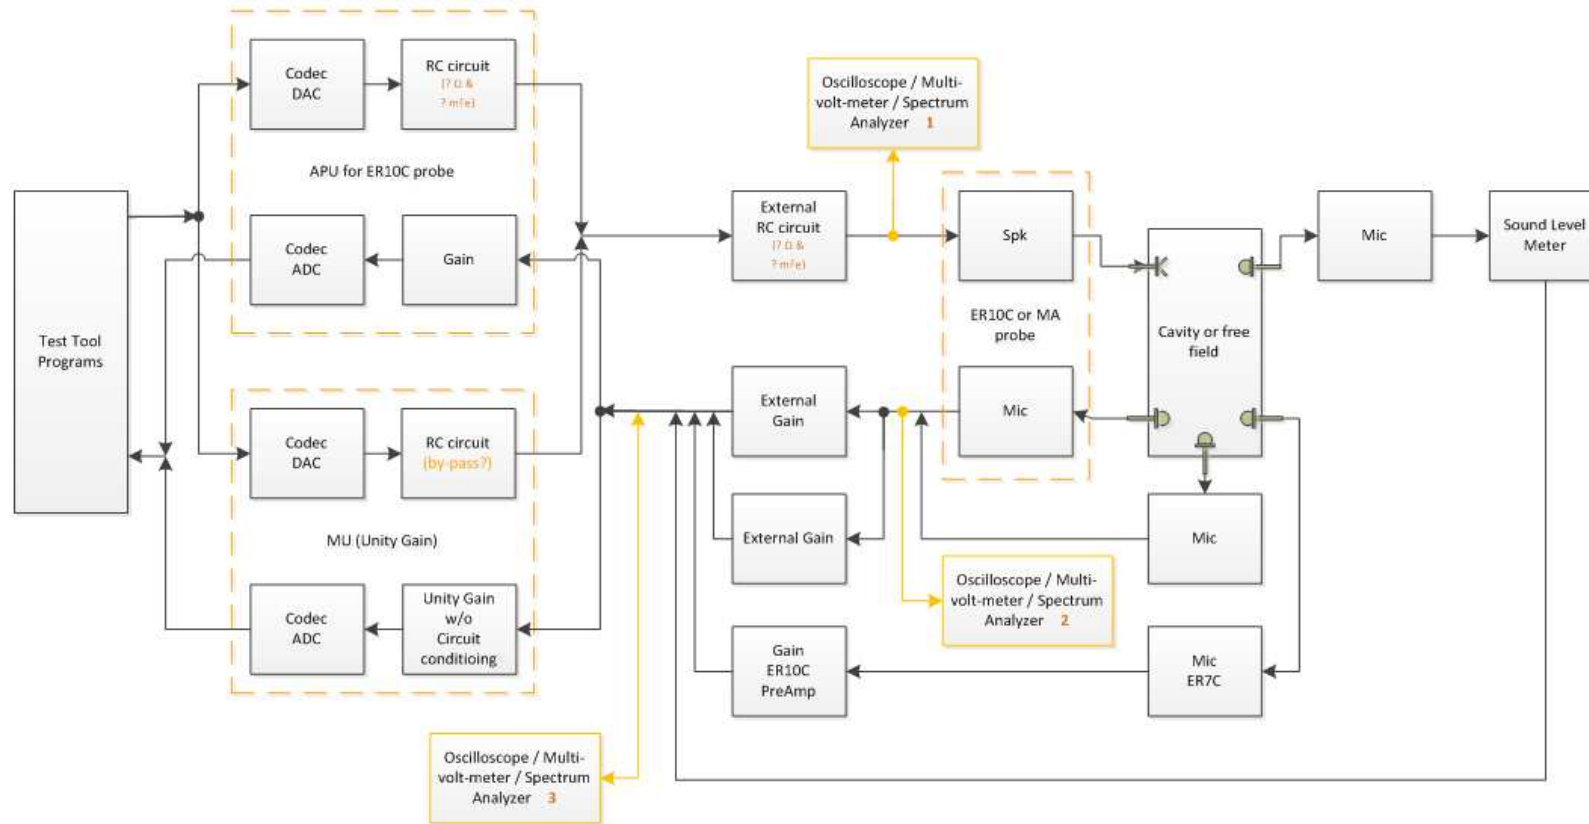 Codec
DAC
RC circuit
(? Ω &
APU for ER10C probe
Codec
ADC
Gain
Test Tool
Programs
Codec
DAC
RC circuit
(by-pass?)
MU (Unity Gain)
Codec
ADC
Unity Gain
w/o
Circuit
conditioing
Oscilloscope / Multi-
volt-meter / Spectrum
Analyzer 1
External
RC circuit
(? Ω &
Spk
ER10C or MA
probe
Mic
External
Gain
External Gain
Gain
ER10C
PreAmp
Cavity or free
field
Mic
Sound Level
Meter
Mic
Mic
ER7C
Oscilloscope / Multi-
volt-meter / Spectrum
Analyzer 2
Oscilloscope / Multi-
volt-meter / Spectrum
Analyzer 3